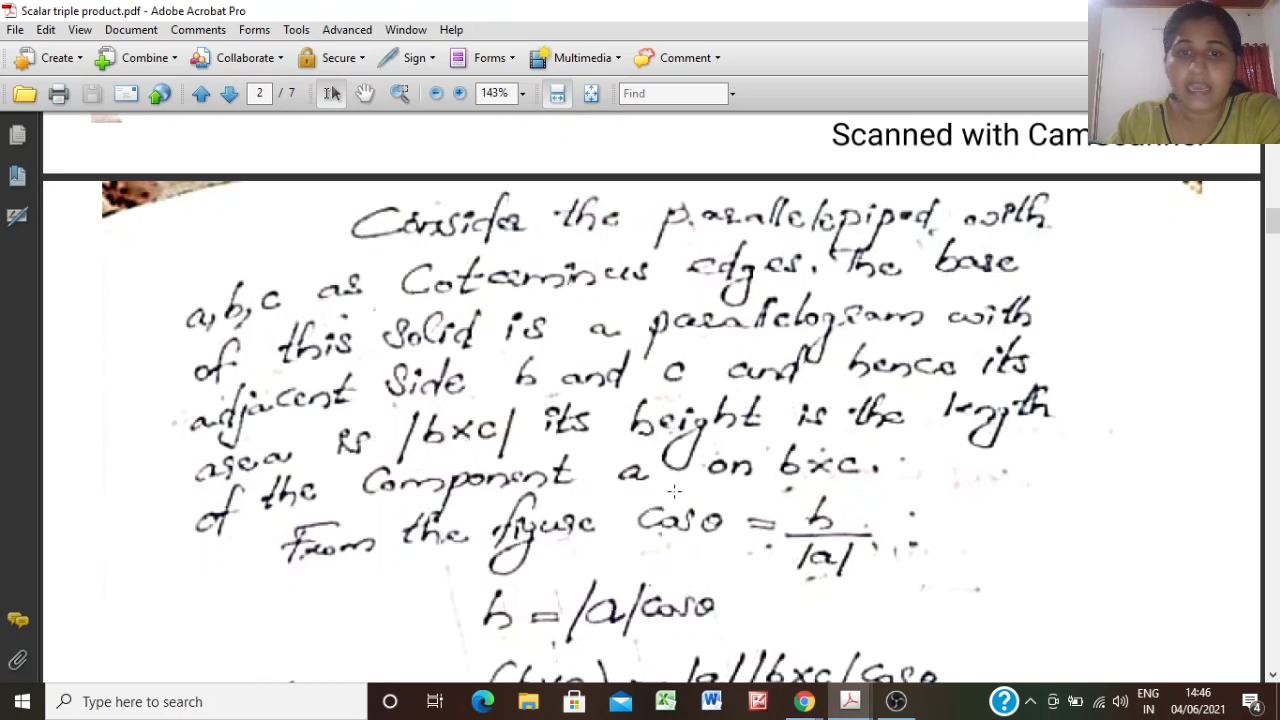 Scalar triple product.pdf - Adobe Acrobat Pro
File Edit View Document Comments Forms Tools Advanced Window Help
Create Combine Collaborate Secure Sign Forms Multimedia Comment
2 / 7 143% Find
Scanned with CamScanner
Consider the parallelepiped with
a, b, c as Coterminus edges. The base
of this solid is a parallelogram with
adjacent side b and c and hence its
area is |b×c| its height is the length
of the Component a on b×c.
From the figure cosθ = h/|a| :
h = |a|cosθ
= |a||b×c|cosθ
Type here to search
ENG 14:46
IN 04/06/2021
4